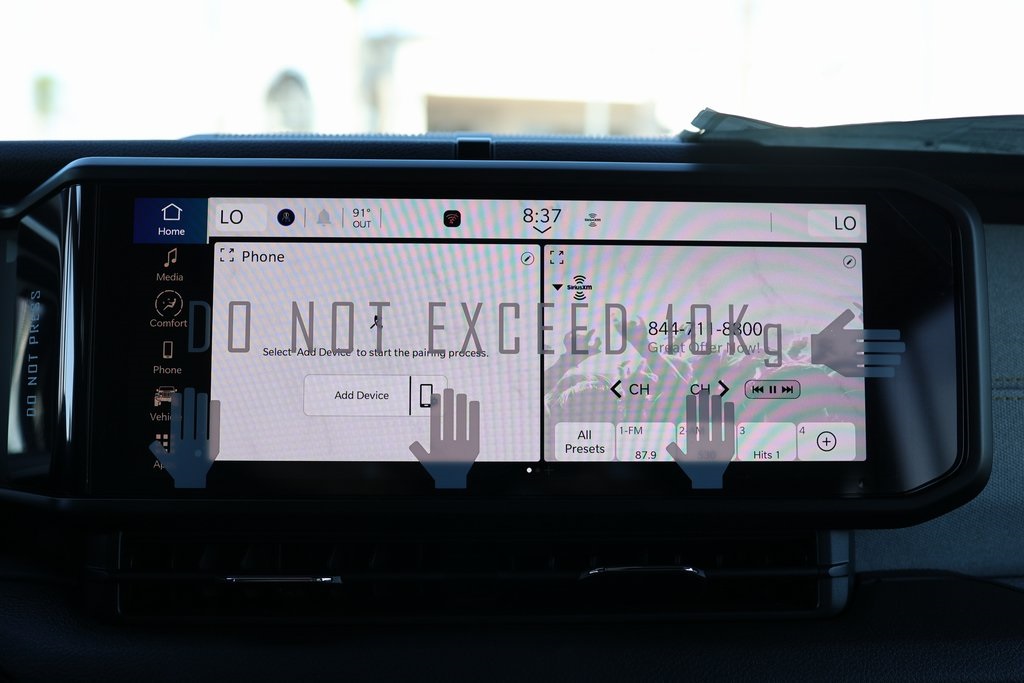 LO
91°
OUT
8:37
SiriusXM
LO
Home
Media
Comfort
Phone
Phone
DO NOT EXCEED 10Kg
Select 'Add Device' to start the pairing process.
Add Device
SiriusXM
844-711-8800
Great Offer Now!
CH
CH
All
Presets
1-FM
87.9
3
Hits 1
4
DO NOT PRESS